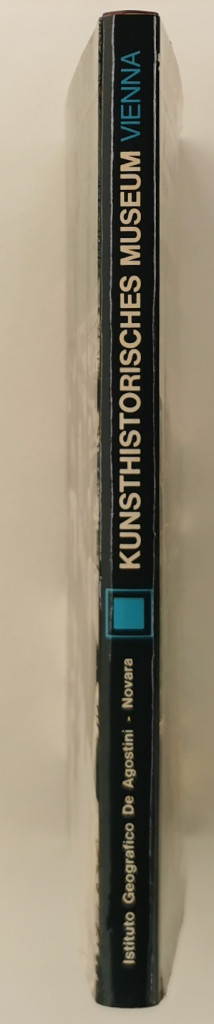 KUNSTHISTORISCHES MUSEUM VIENNA
Istituto Geografico De Agostini - Novara